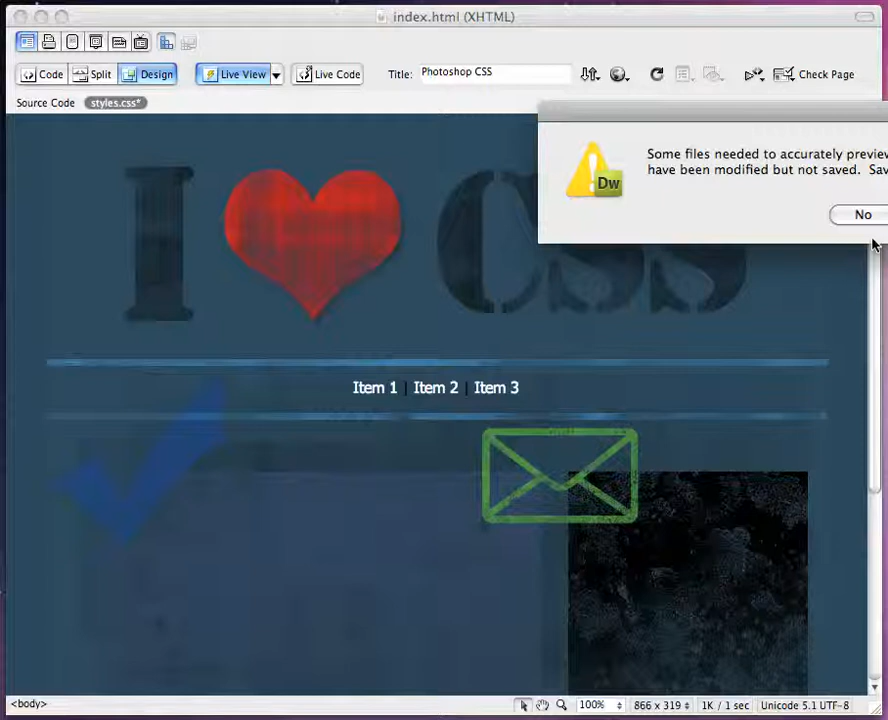 index.html (XHTML)
Code Split Design Live View Live Code Title: Photoshop CSS Check Page
Source Code styles.css*
Some files needed to accurately preview
have been modified but not saved. Sav
Dw
No
I CSS
Item 1 | Item 2 | Item 3
<body> 100% 866 x 319 1K / 1 sec Unicode 5.1 UTF-8